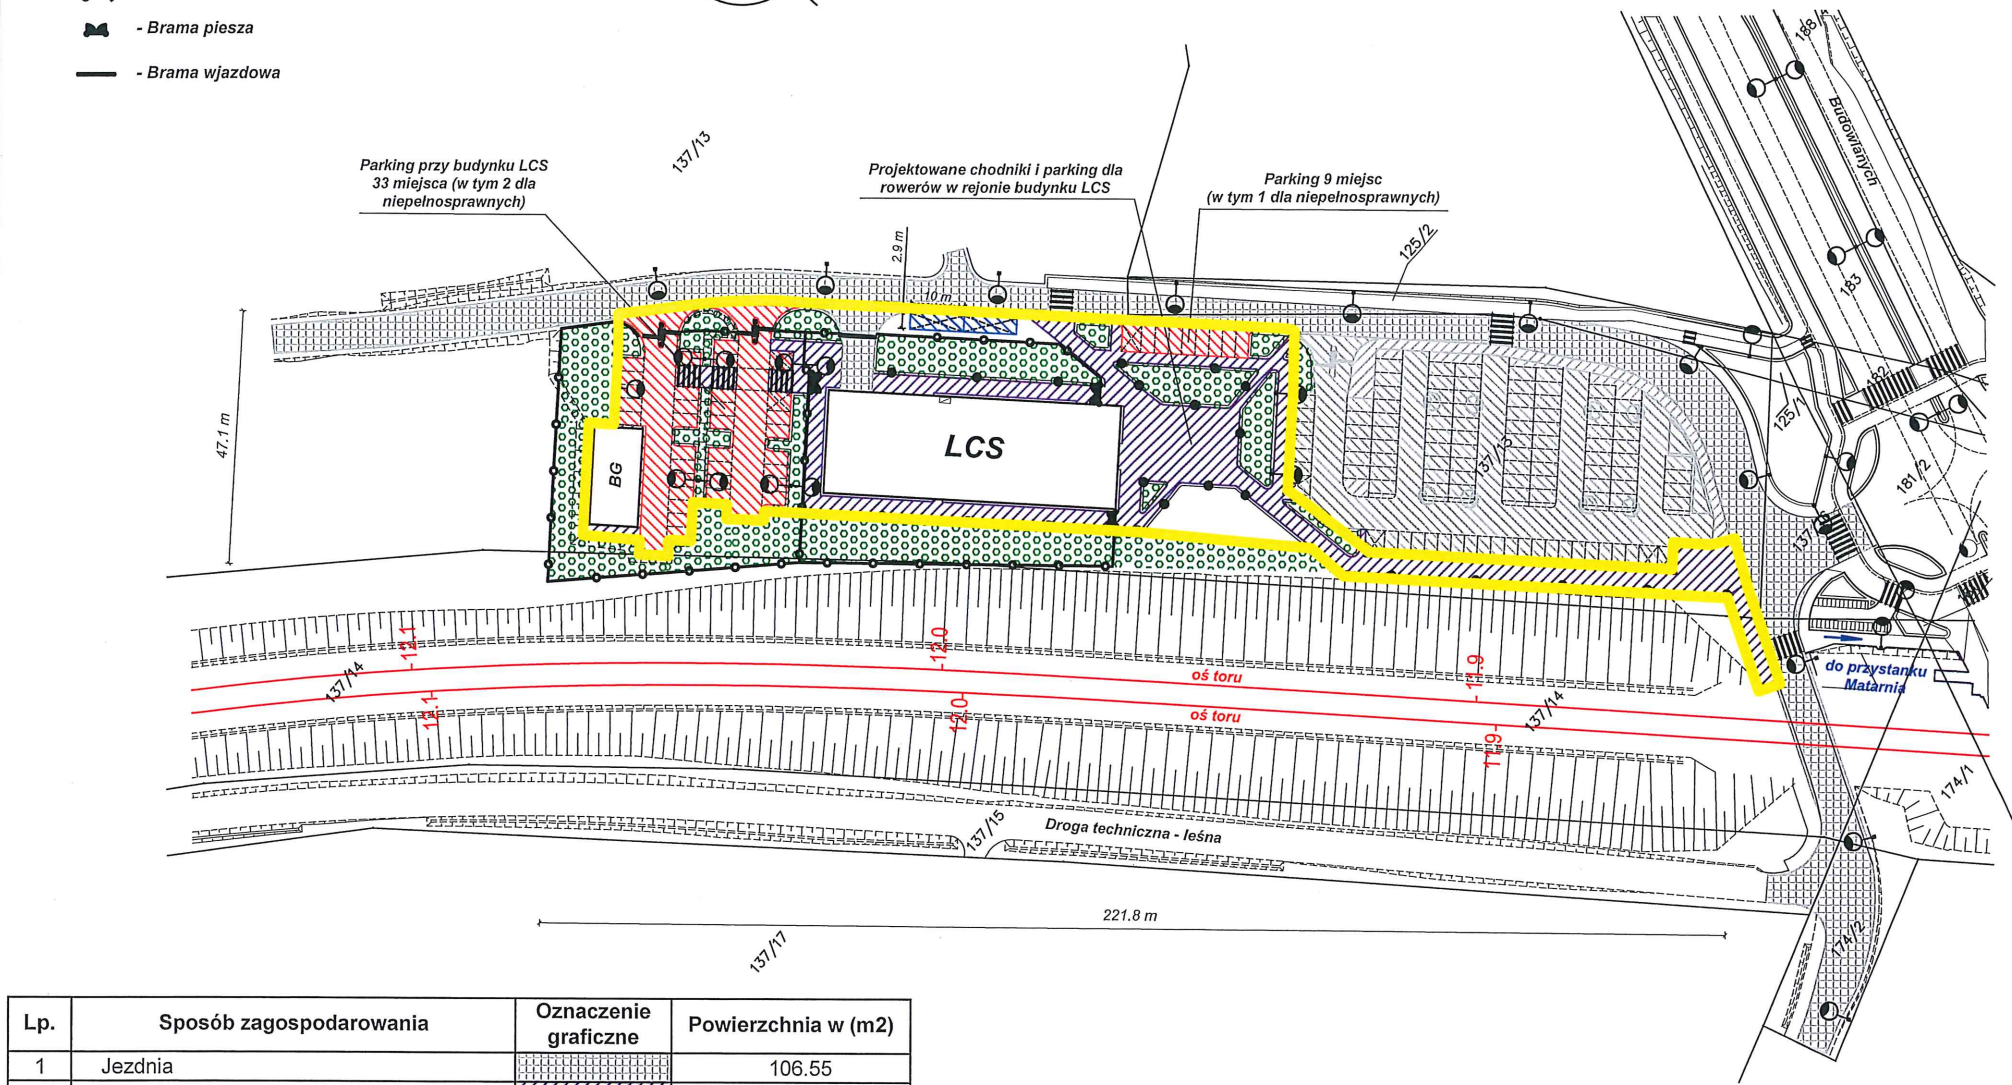 - Brama piesza
- Brama wjazdowa
137/13
Parking przy budynku LCS
33 miejsca (w tym 2 dla
niepełnosprawnych)
Projektowane chodniki i parking dla
rowerów w rejonie budynku LCS
Parking 9 miejsc
(w tym 1 dla niepełnosprawnych)
2.9 m
10 m
125/2
188/
Budowlanych
183
182
125/1
181/2
47.1 m
BG
LCS
137/13
do przystanku
Matarnia
137/14
12.1
12.1
12.0
12.0
oś toru
oś toru
11.9
11.9
137/14
174/1
137/15
Droga techniczna - leśna
174/2
221.8 m
137/17
Lp.
Sposób zagospodarowania
Oznaczenie
graficzne
Powierzchnia w (m2)
1
Jezdnia
106.55